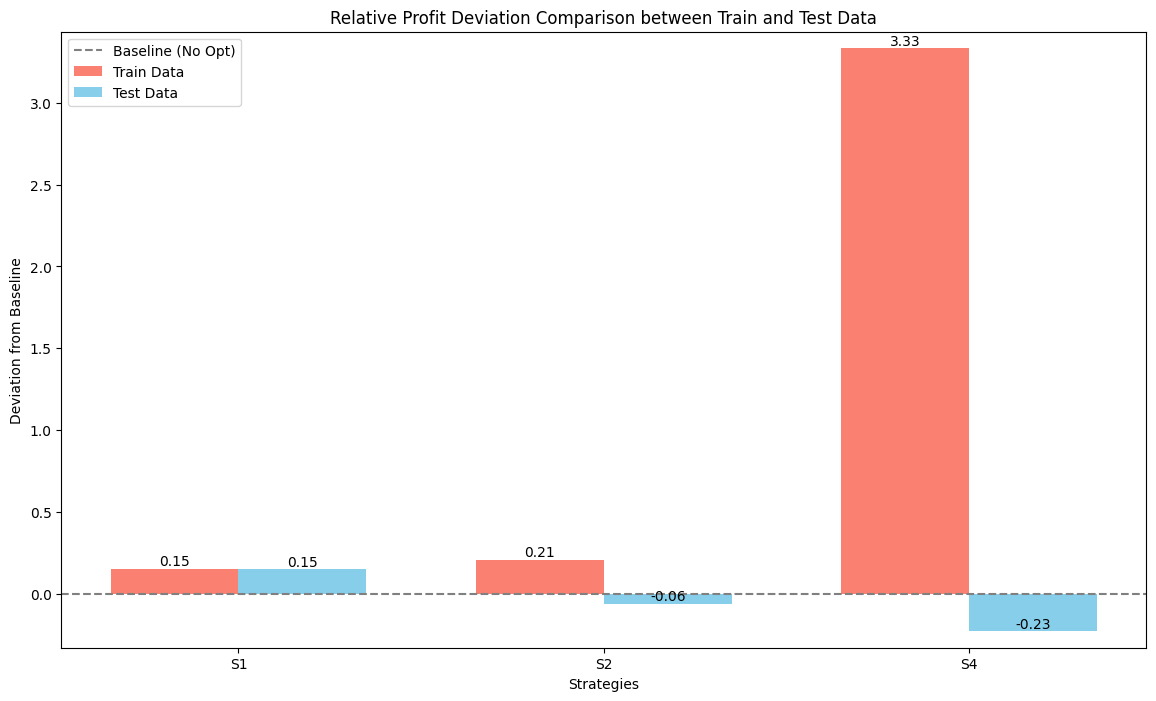 Relative Profit Deviation Comparison between Train and Test Data
Baseline (No Opt)
Train Data
Test Data
Deviation from Baseline
3.0
2.5
2.0
1.5
1.0
0.5
0.0
0.15
0.15
0.21
-0.06
3.33
-0.23
S1
S2
S4
Strategies